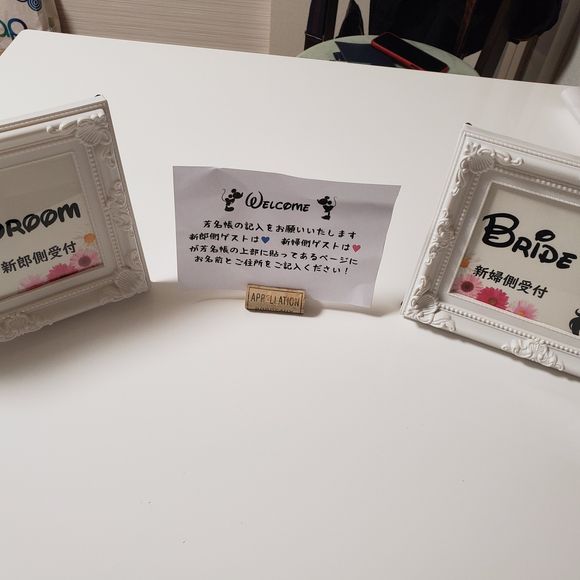 GROOM
新郎側受付
WELCOME
芳名帳の記入をお願いいたします
新郎側ゲストは💙 新婦側ゲストは💗
が芳名帳の上部に貼ってあるページに
お名前とご住所をご記入ください！
APPELLATION
BRIDE
新婦側受付